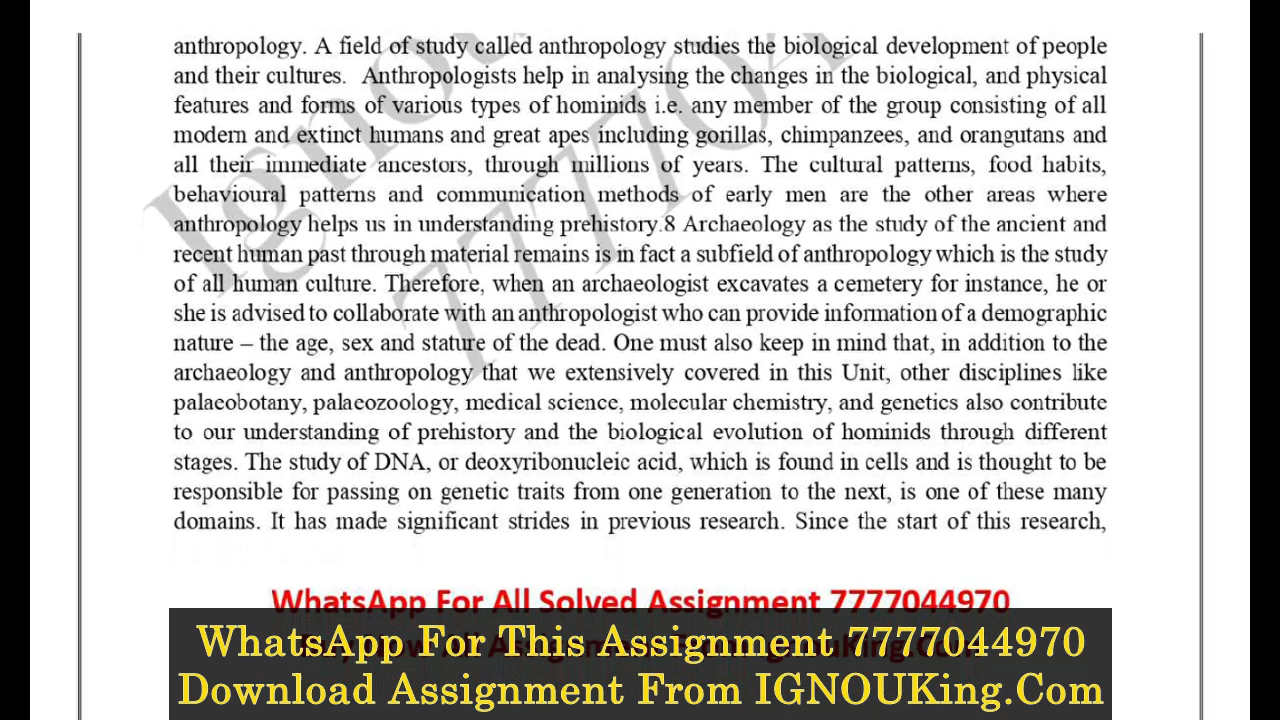 anthropology. A field of study called anthropology studies the biological development of people
and their cultures. Anthropologists help in analysing the changes in the biological, and physical
features and forms of various types of hominids i.e. any member of the group consisting of all
modern and extinct humans and great apes including gorillas, chimpanzees, and orangutans and
all their immediate ancestors, through millions of years. The cultural patterns, food habits,
behavioural patterns and communication methods of early men are the other areas where
anthropology helps us in understanding prehistory.8 Archaeology as the study of the ancient and
recent human past through material remains is in fact a subfield of anthropology which is the study
of all human culture. Therefore, when an archaeologist excavates a cemetery for instance, he or
she is advised to collaborate with an anthropologist who can provide information of a demographic
nature – the age, sex and stature of the dead. One must also keep in mind that, in addition to the
archaeology and anthropology that we extensively covered in this Unit, other disciplines like
palaeobotany, palaeozoology, medical science, molecular chemistry, and genetics also contribute
to our understanding of prehistory and the biological evolution of hominids through different
stages. The study of DNA, or deoxyribonucleic acid, which is found in cells and is thought to be
responsible for passing on genetic traits from one generation to the next, is one of these many
domains. It has made significant strides in previous research. Since the start of this research,
WhatsApp For All Solved Assignment 7777044970
WhatsApp For This Assignment 7777044970
Download Assignment From IGNOUKing.Com